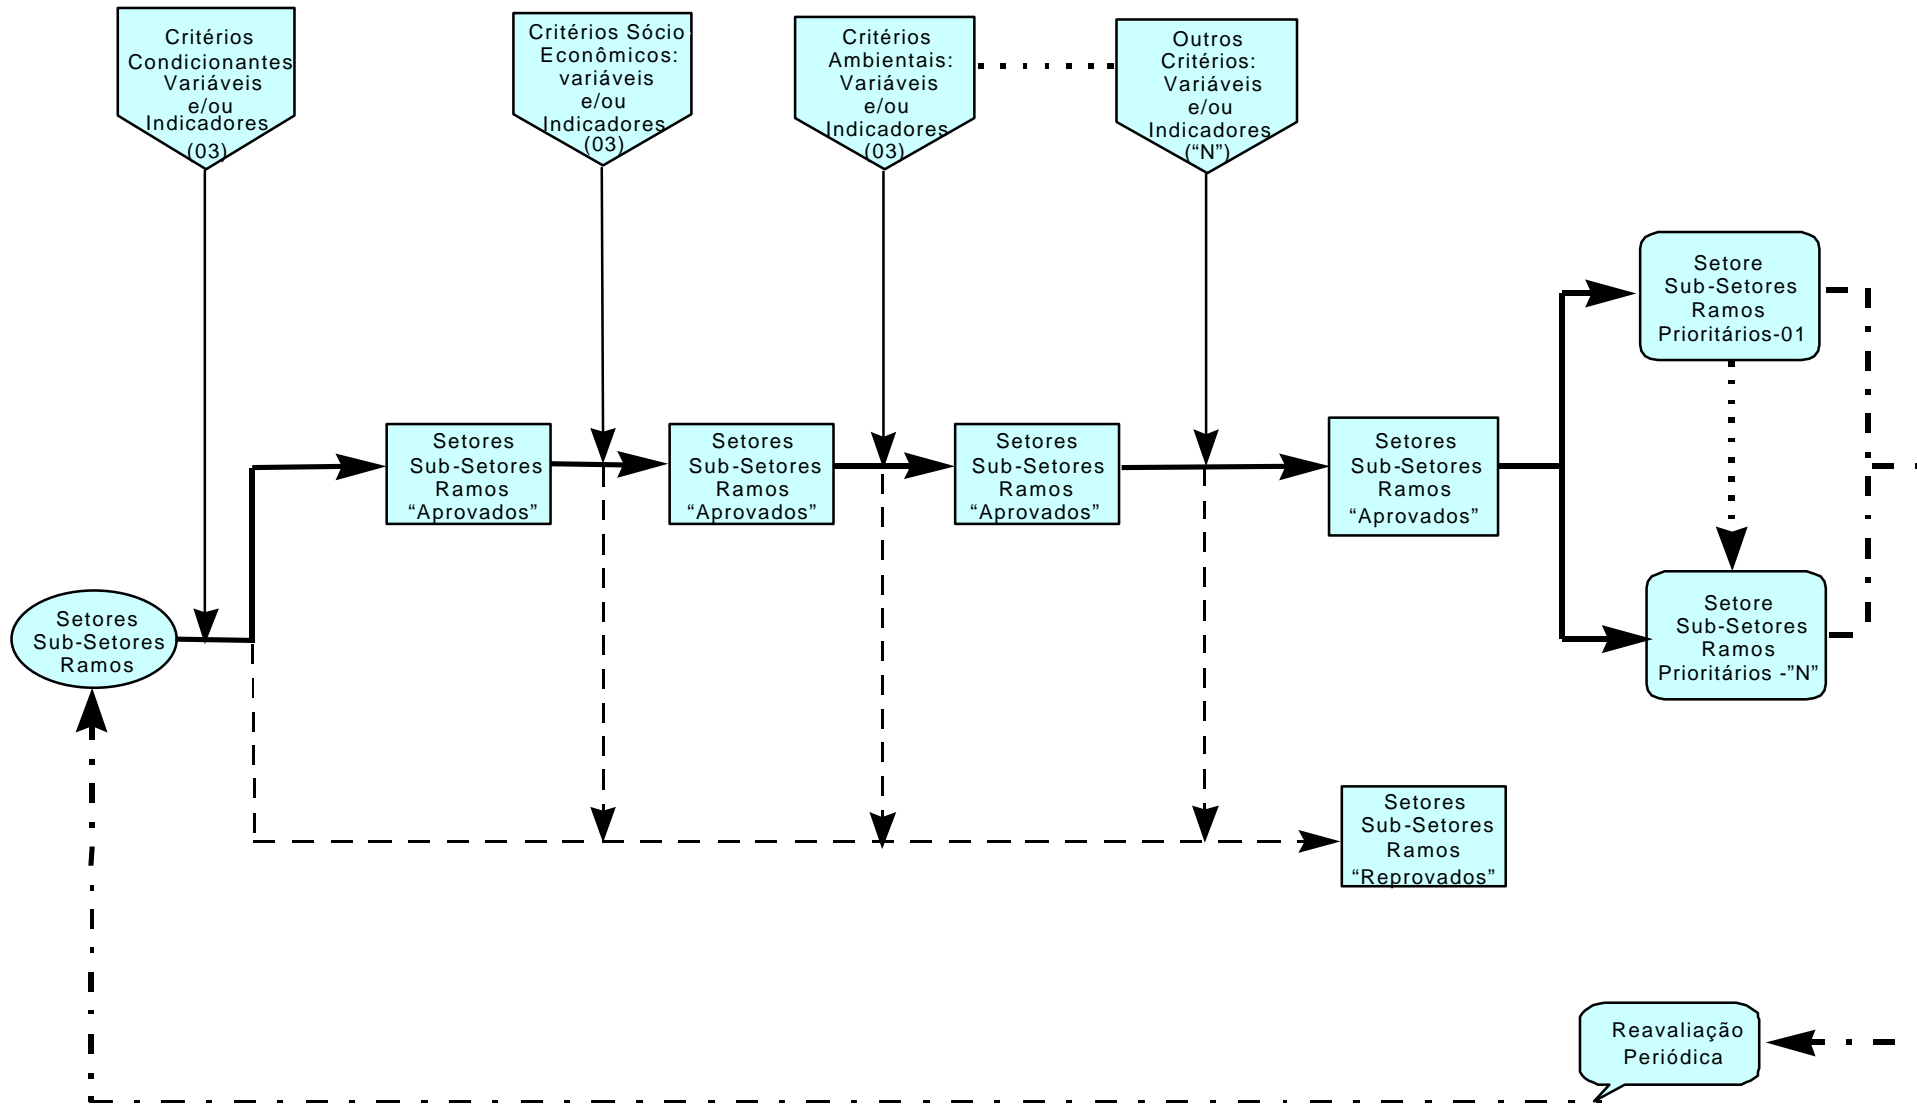 Critérios
Condicionantes
Variáveis
e/ou
Indicadores
(03)
Critérios Sócio
Econômicos:
variáveis
e/ou
Indicadores
(03)
Critérios
Ambientais:
Variáveis
e/ou
Indicadores
(03)
Outros
Critérios:
Variáveis
e/ou
Indicadores
(“N”)
Setore
Sub-Setores
Ramos
Prioritários-01
Setores
Sub-Setores
Ramos
“Aprovados”
Setores
Sub-Setores
Ramos
“Aprovados”
Setores
Sub-Setores
Ramos
“Aprovados”
Setores
Sub-Setores
Ramos
“Aprovados”
Setores
Sub-Setores
Ramos
Setore
Sub-Setores
Ramos
Prioritários -”N”
Setores
Sub-Setores
Ramos
“Reprovados”
Reavaliação
Periódica